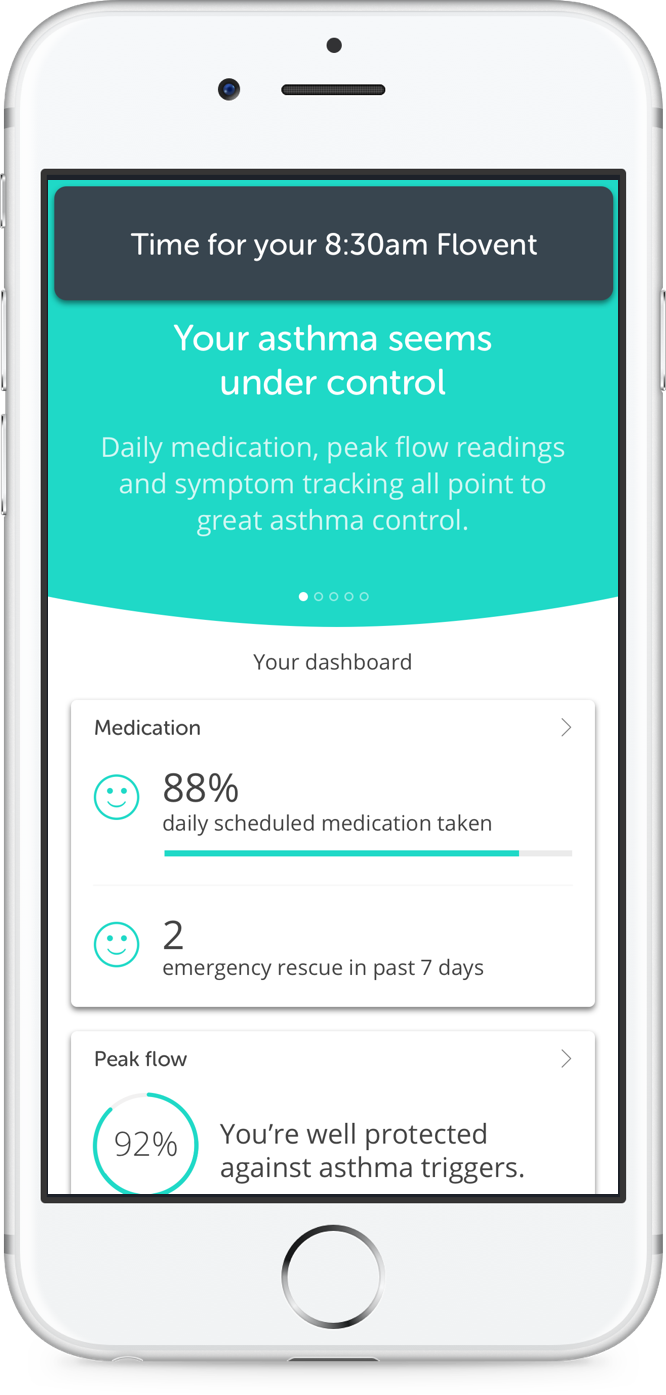 Time for your 8:30am Flovent
Your asthma seems
under control
Daily medication, peak flow readings
and symptom tracking all point to
great asthma control.
Your dashboard
Medication
88%
daily scheduled medication taken
2
emergency rescue in past 7 days
Peak flow
92%
You’re well protected
against asthma triggers.